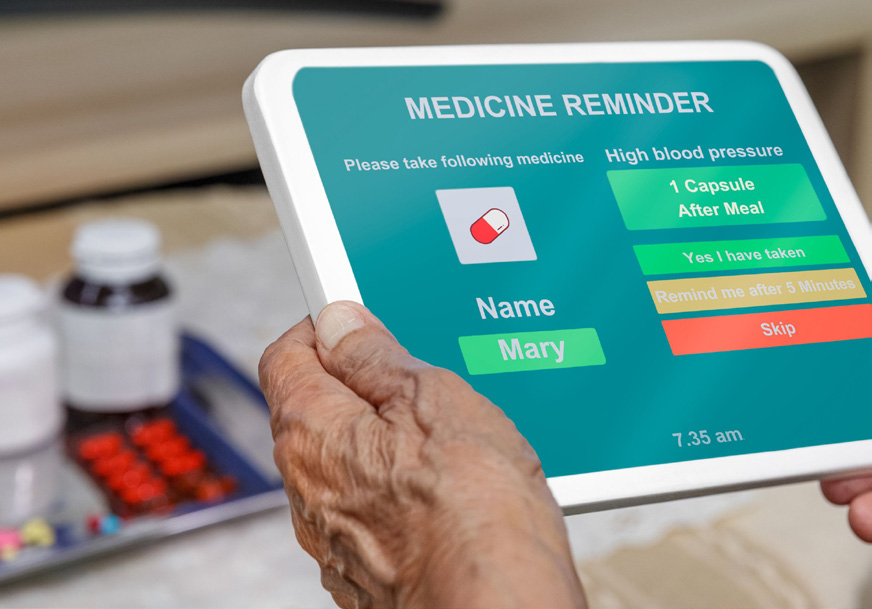 MEDICINE REMINDER
Please take following medicine
High blood pressure
1 Capsule
After Meal
Yes I have taken
Remind me after 5 Minutes
Skip
Name
Mary
7.35 am